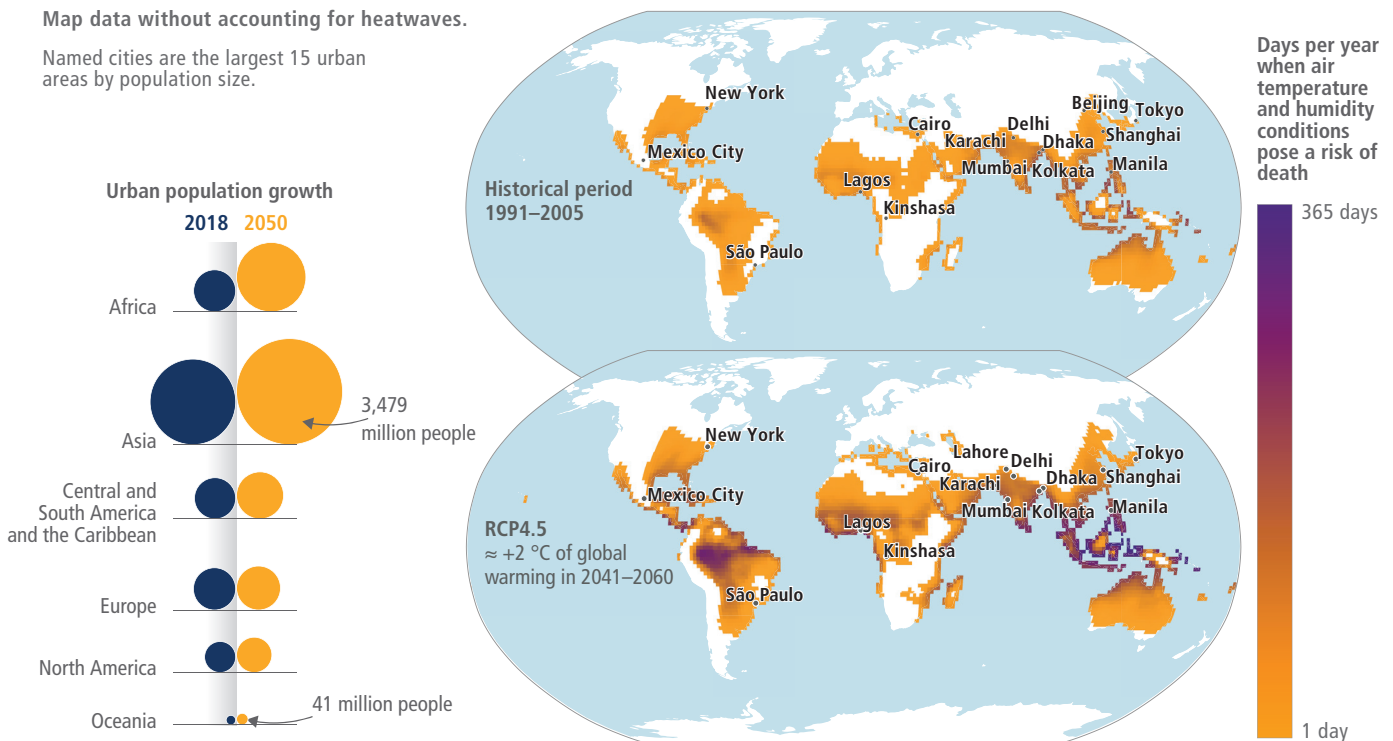 Map data without accounting for heatwaves.
Named cities are the largest 15 urban
areas by population size.
Urban population growth
2018 2050
Africa
Asia
3,479
million people
Central and
South America
and the Caribbean
Europe
North America
Oceania
41 million people
Historical period
1991–2005
New York
Mexico City
São Paulo
Lagos
Kinshasa
Cairo
Karachi
Delhi
Dhaka
Mumbai
Kolkata
Beijing
Tokyo
Shanghai
Manila
RCP4.5
≈ +2 °C of global
warming in 2041–2060
New York
Mexico City
São Paulo
Lagos
Kinshasa
Cairo
Lahore
Karachi
Delhi
Dhaka
Mumbai
Kolkata
Tokyo
Shanghai
Manila
Days per year
when air
temperature
and humidity
conditions
pose a risk of
death
365 days
1 day